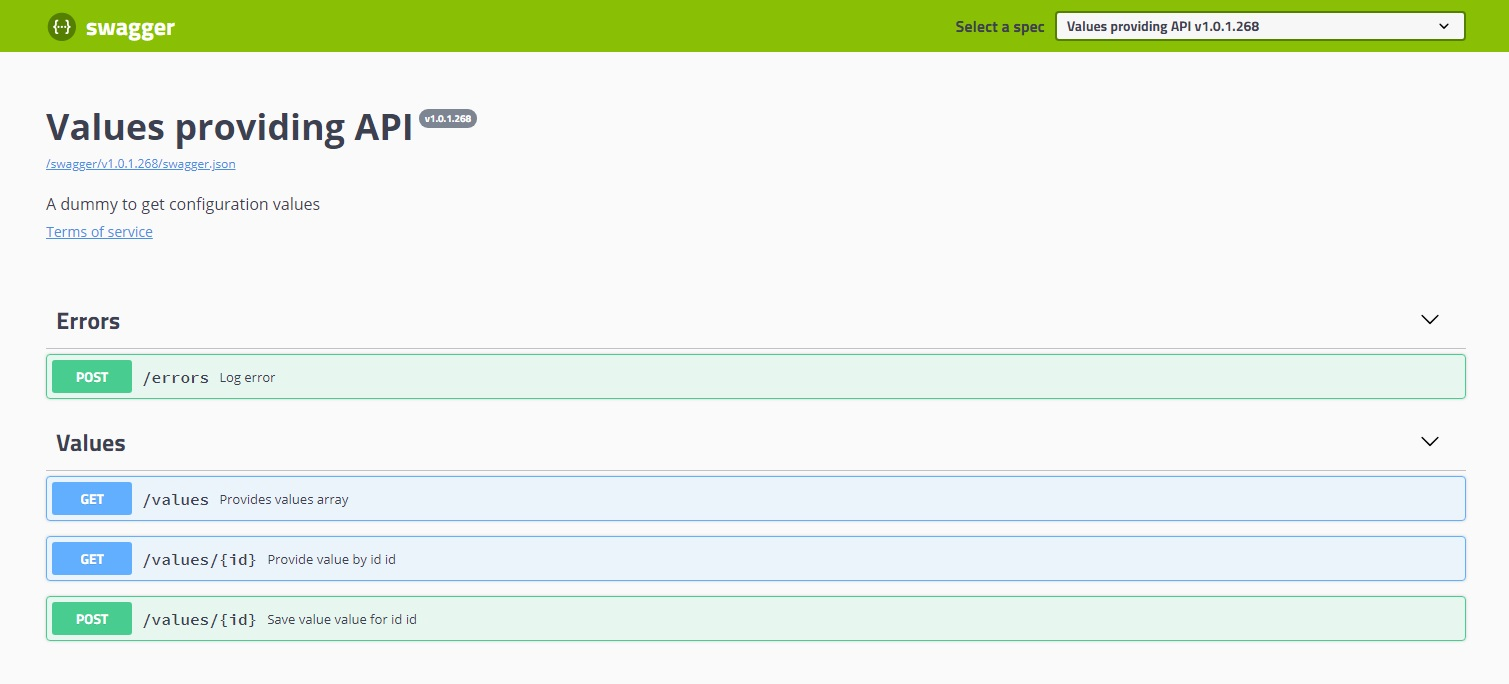 {··} swagger Select a spec Values providing API v1.0.1.268
Values providing API v1.0.1.268
/swagger/v1.0.1.268/swagger.json
A dummy to get configuration values
Terms of service
Errors
POST /errors Log error
Values
GET /values Provides values array
GET /values/{id} Provide value by id id
POST /values/{id} Save value value for id id